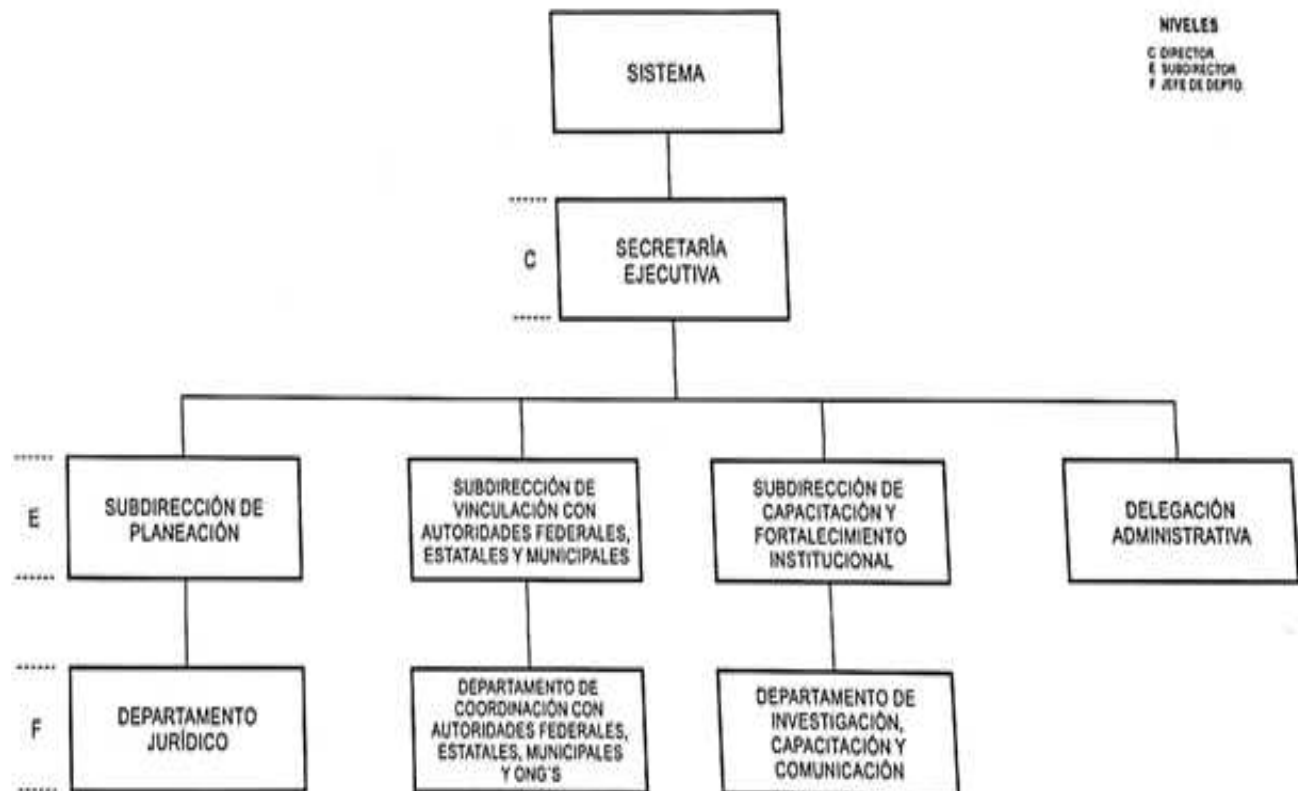 NIVELES
C DIRECTOR
E SUBDIRECTOR
F JEFE DE DEPTO.
SISTEMA
C
SECRETARÍA
EJECUTIVA
E
SUBDIRECCIÓN DE
PLANEACIÓN
SUBDIRECCIÓN DE
VINCULACIÓN CON
AUTORIDADES FEDERALES,
ESTATALES Y MUNICIPALES
SUBDIRECCIÓN DE
CAPACITACIÓN Y
FORTALECIMIENTO
INSTITUCIONAL
DELEGACIÓN
ADMINISTRATIVA
F
DEPARTAMENTO
JURÍDICO
DEPARTAMENTO DE
COORDINACIÓN CON
AUTORIDADES FEDERALES,
ESTATALES, MUNICIPALES
Y ONG´S
DEPARTAMENTO DE
INVESTIGACIÓN,
CAPACITACIÓN Y
COMUNICACIÓN